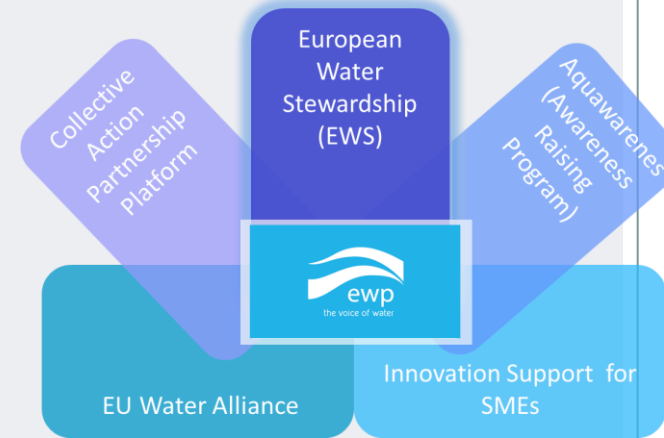 European
Water
Stewardship
(EWS)
Collective
Action
Partnership
Platform
Aquawarenes
(Awareness
Raising
Program)
ewp
the voice of water
EU Water Alliance
Innovation Support for
SMEs